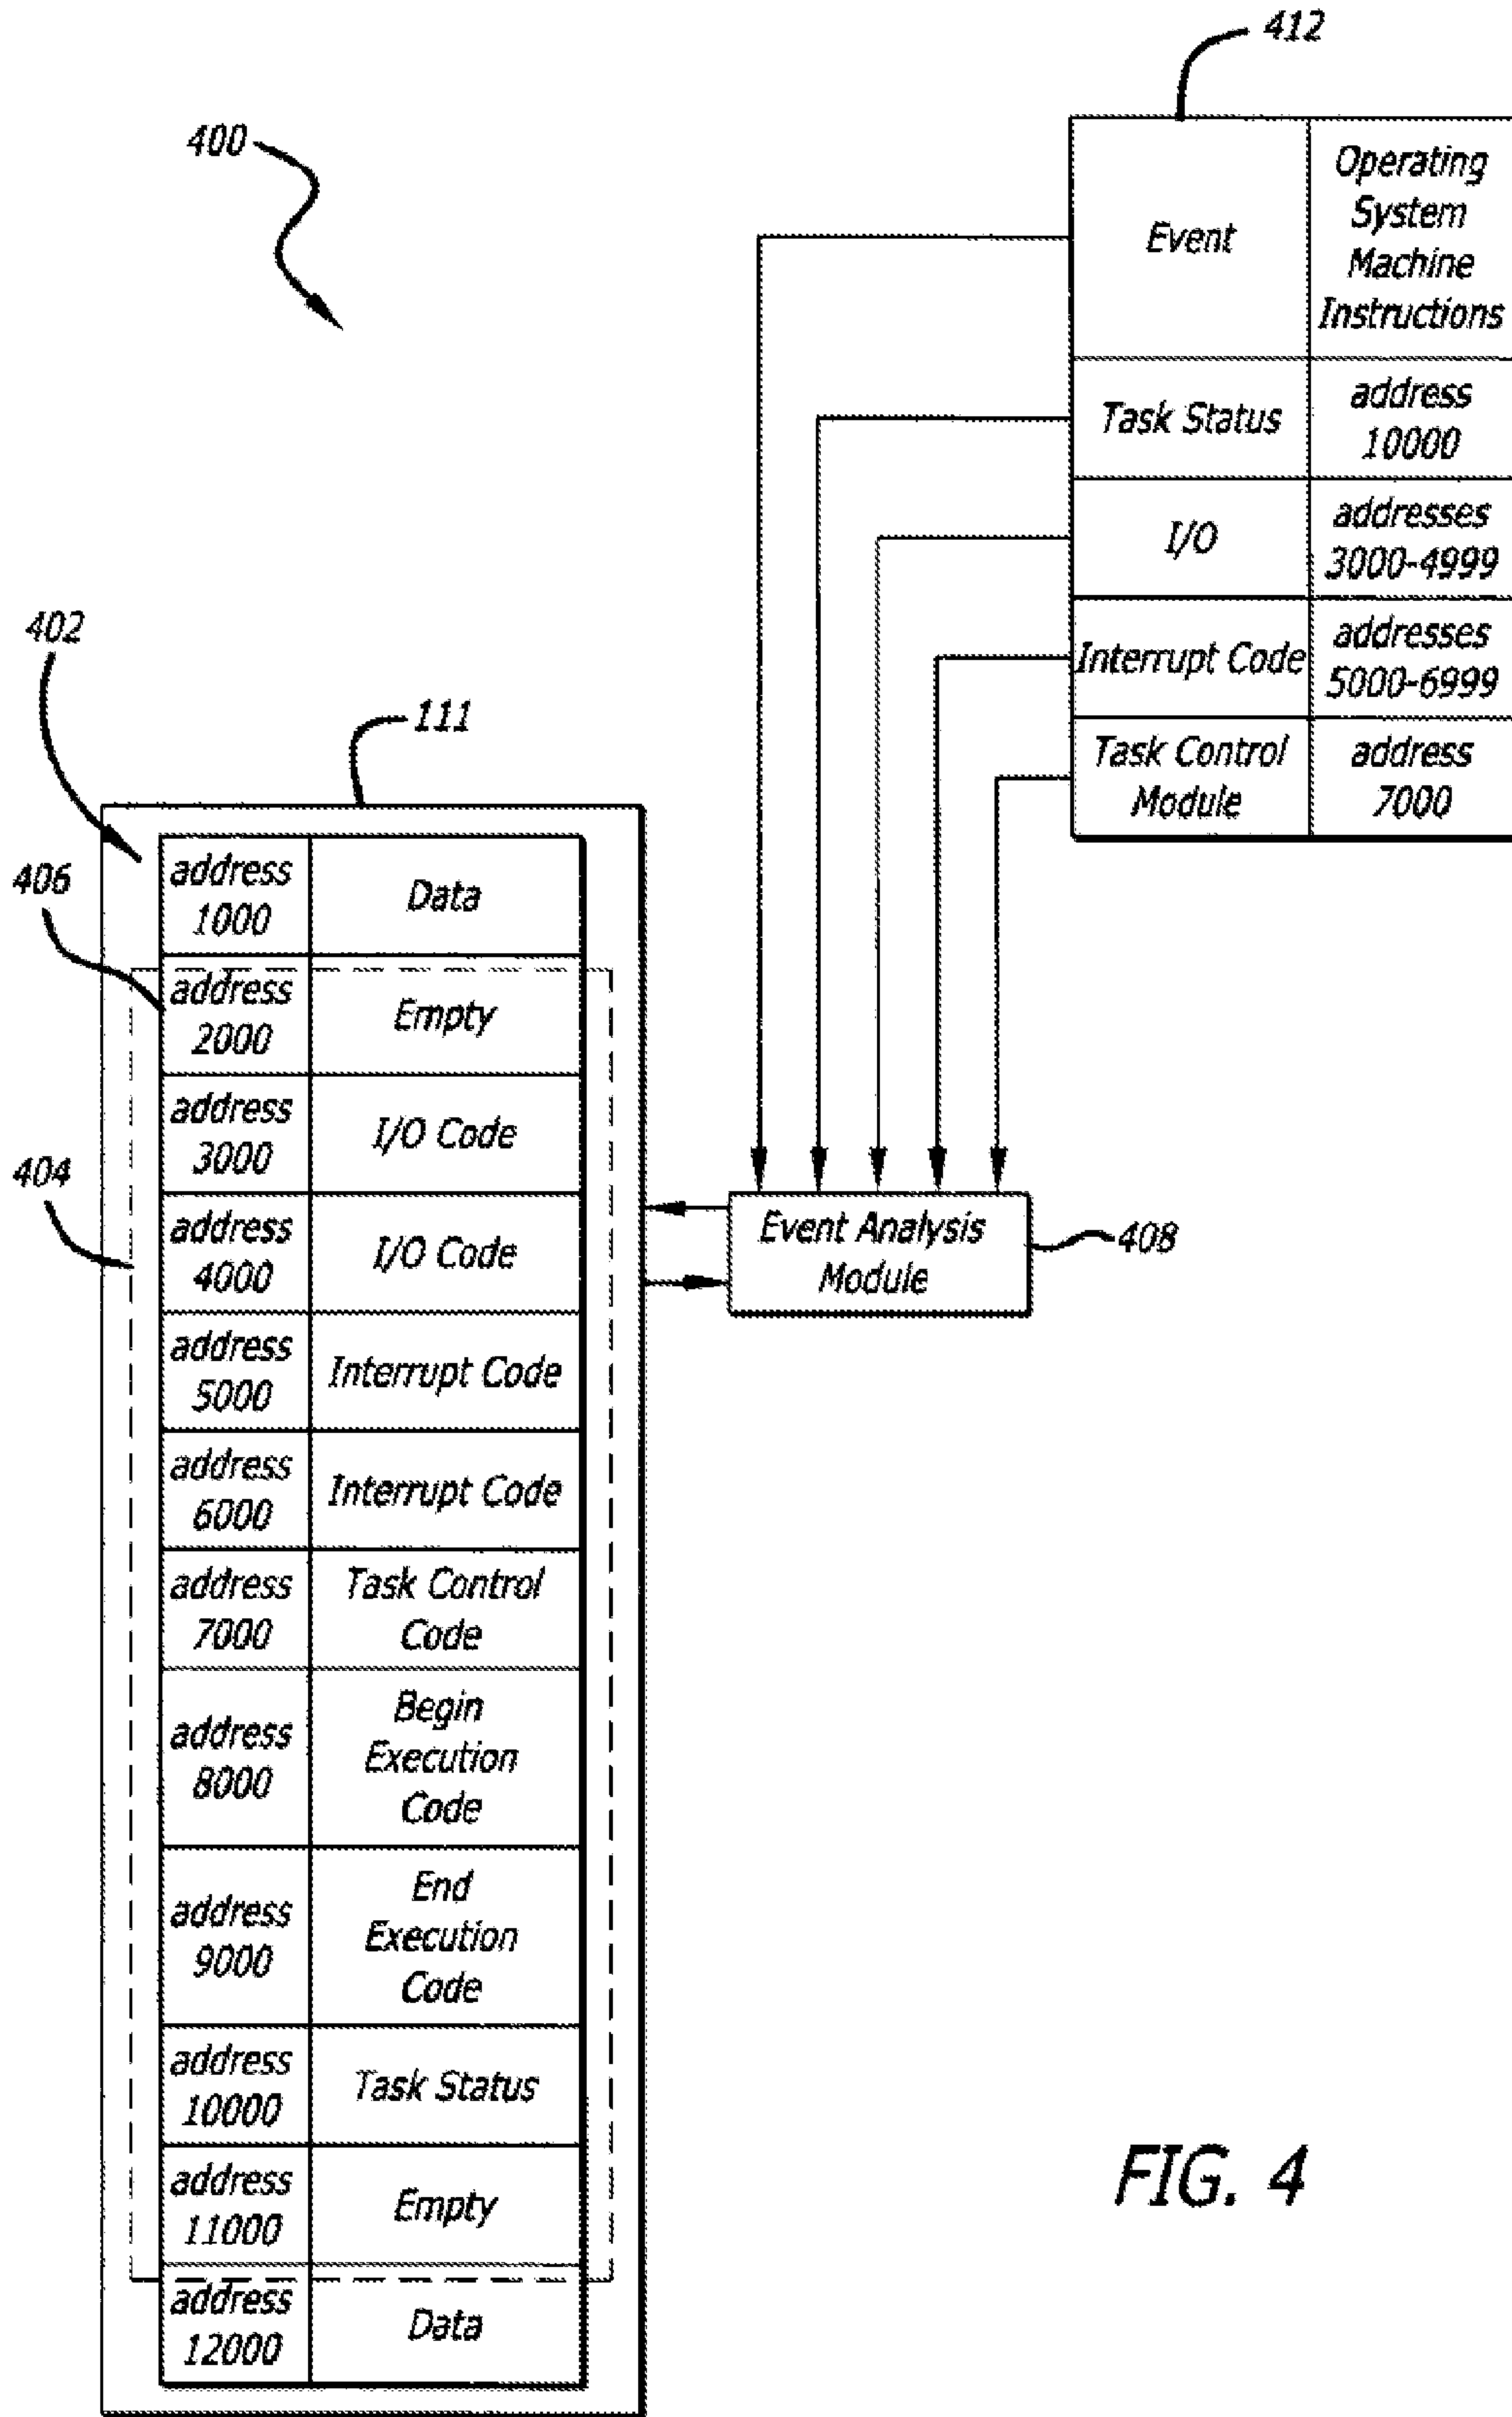 412
400
Event
Operating
System
Machine
Instructions
Task Status
address
10000
I/O
addresses
3000-4999
Interrupt Code
addresses
5000-6999
Task Control
Module
address
7000
402
111
406
404
address
1000
Data
address
2000
Empty
address
3000
I/O Code
address
4000
I/O Code
address
5000
Interrupt Code
address
6000
Interrupt Code
address
7000
Task Control
Code
address
8000
Begin
Execution
Code
address
9000
End
Execution
Code
address
10000
Task Status
address
11000
Empty
address
12000
Data
Event Analysis
Module
408
FIG. 4